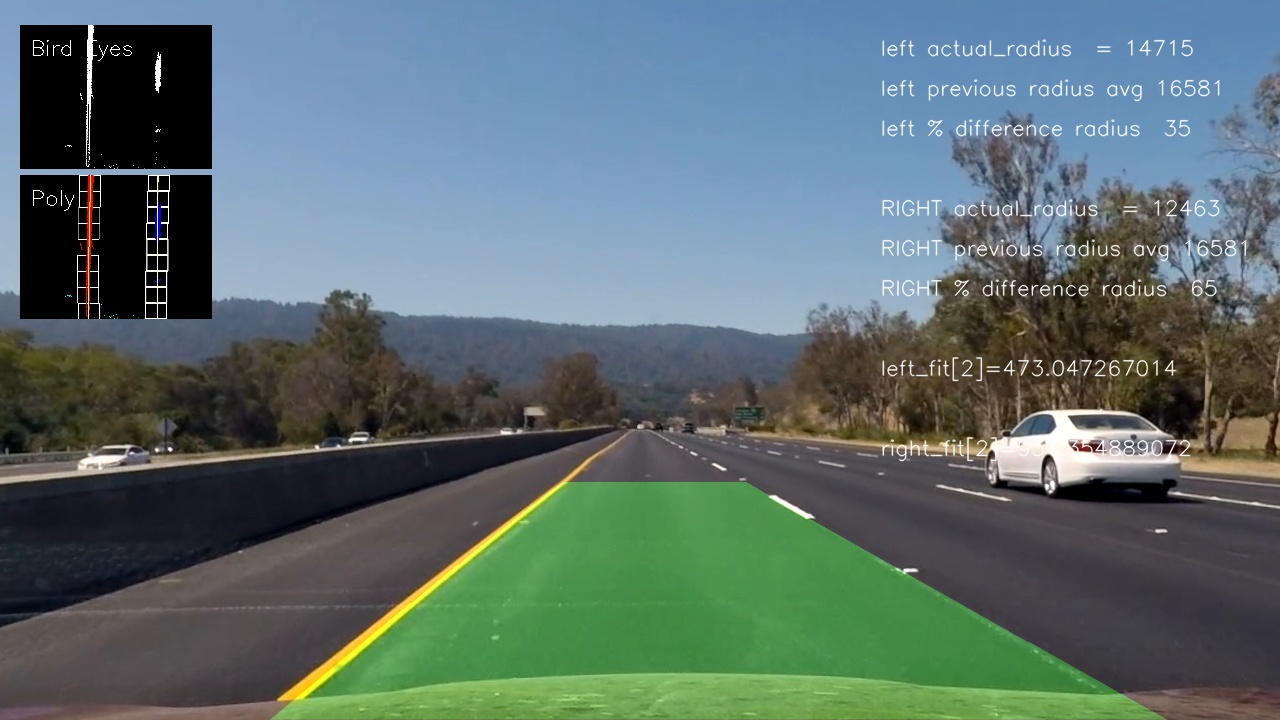 Bird Eyes
Poly
left actual_radius = 14715
left previous radius avg 16581
left % difference radius 35
RIGHT actual_radius = 12463
RIGHT previous radius avg 16581
RIGHT % difference radius 65
left_fit[2]=473.047267014